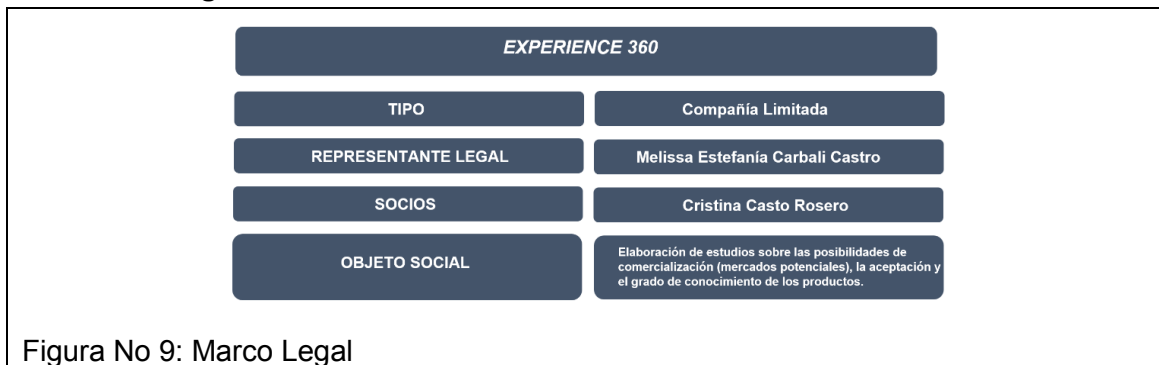 EXPERIENCE 360
TIPO
Compañía Limitada
REPRESENTANTE LEGAL
Melissa Estefanía Carbali Castro
SOCIOS
Cristina Casto Rosero
OBJETO SOCIAL
Elaboración de estudios sobre las posibilidades de
comercialización (mercados potenciales), la aceptación y
el grado de conocimiento de los productos.
Figura No 9: Marco Legal